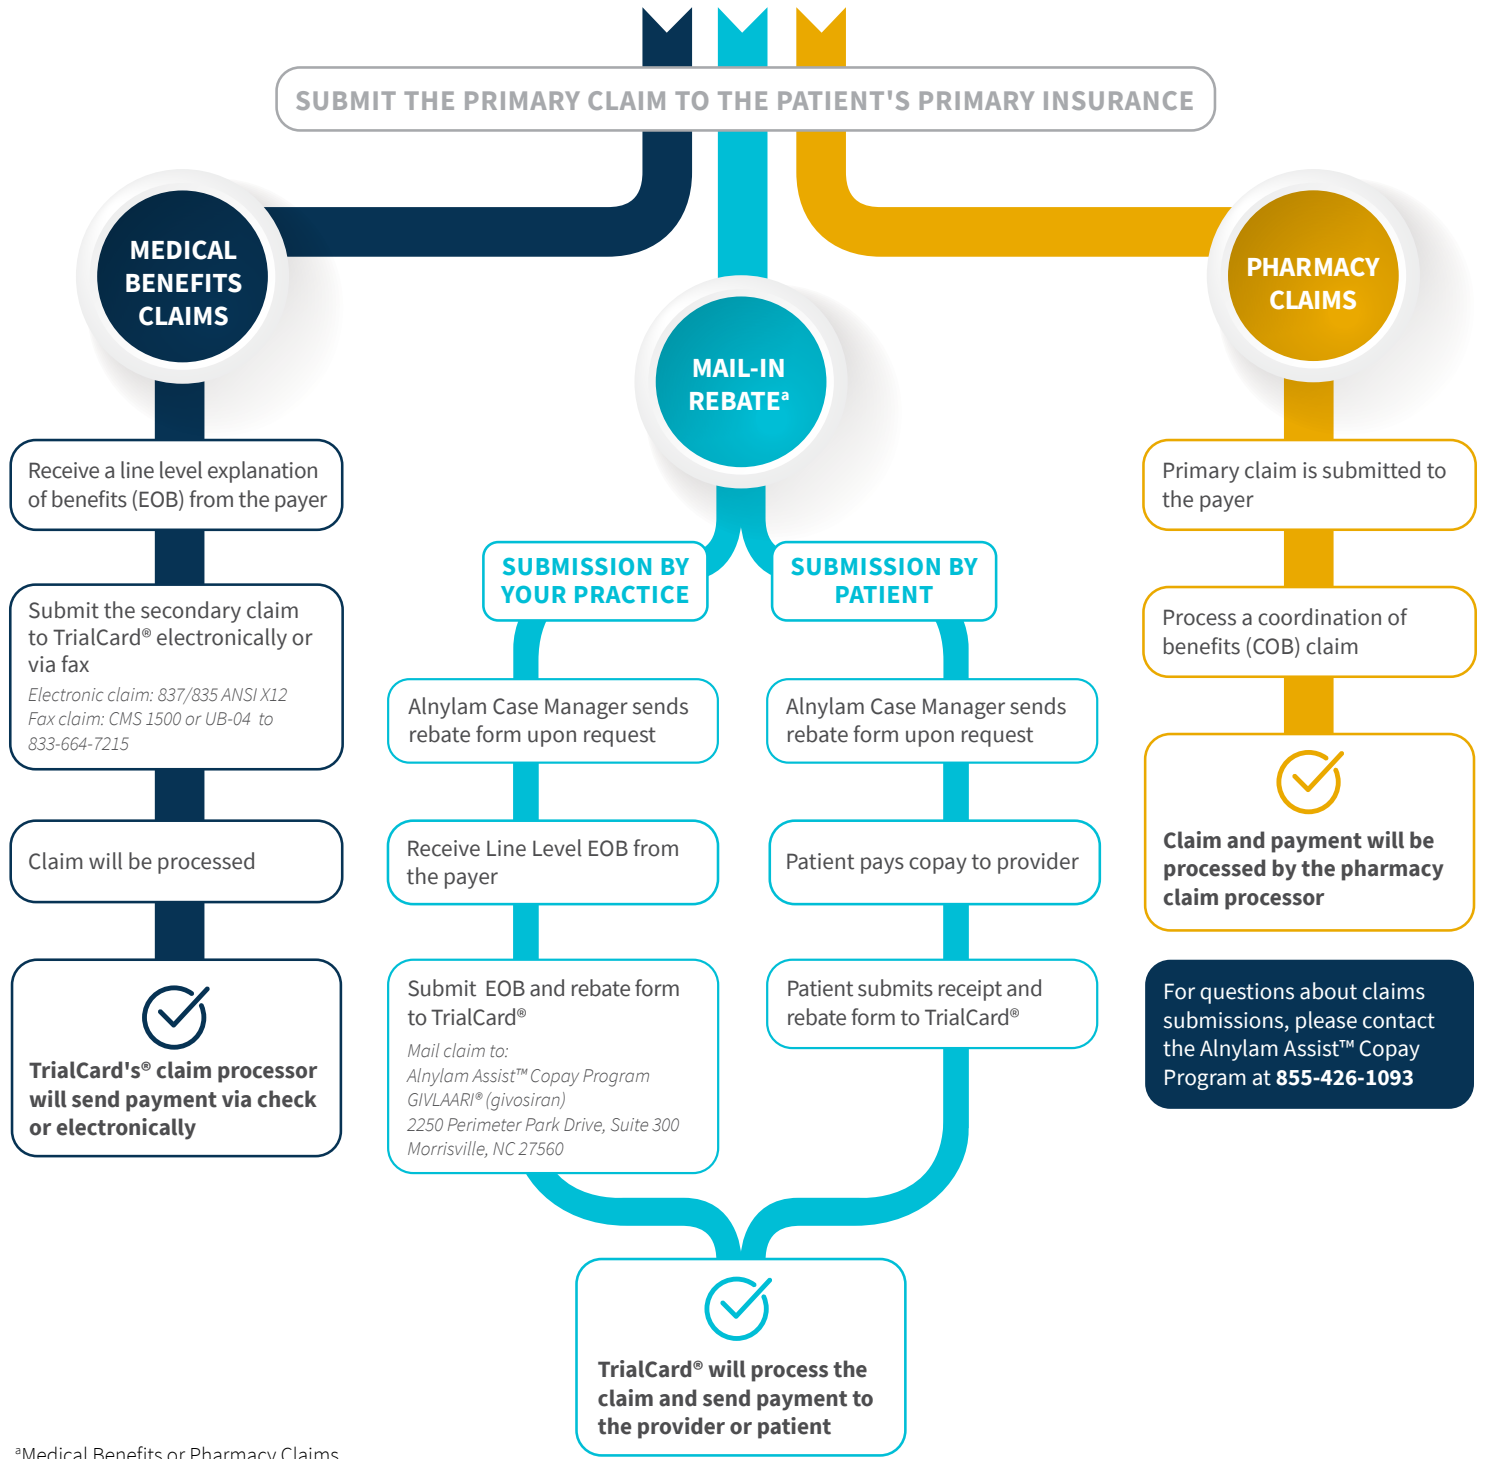 SUBMIT THE PRIMARY CLAIM TO THE PATIENT'S PRIMARY INSURANCE
MEDICAL
BENEFITS
CLAIMS
Receive a line level explanation
of benefits (EOB) from the payer
Submit the secondary claim
to TrialCard® electronically or
via fax
Electronic claim: 837/835 ANSI X12
Fax claim: CMS 1500 or UB-04 to
833-664-7215
Claim will be processed
TrialCard's® claim processor
will send payment via check
or electronically
MAIL-IN
REBATEᵃ
SUBMISSION BY
YOUR PRACTICE
Alnylam Case Manager sends
rebate form upon request
Receive Line Level EOB from
the payer
Submit EOB and rebate form
to TrialCard®
Mail claim to:
Alnylam Assist™ Copay Program
GIVLAARI® (givosiran)
2250 Perimeter Park Drive, Suite 300
Morrisville, NC 27560
SUBMISSION BY
PATIENT
Alnylam Case Manager sends
rebate form upon request
Patient pays copay to provider
Patient submits receipt and
rebate form to TrialCard®
TrialCard® will process the
claim and send payment to
the provider or patient
PHARMACY
CLAIMS
Primary claim is submitted to
the payer
Process a coordination of
benefits (COB) claim
Claim and payment will be
processed by the pharmacy
claim processor
For questions about claims
submissions, please contact
the Alnylam Assist™ Copay
Program at 855-426-1093
ᵃMedical Benefits or Pharmacy Claims